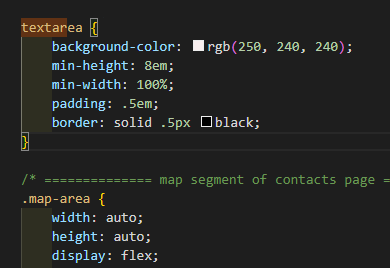 textarea {
    background-color: rgb(250, 240, 240);
    min-height: 8em;
    min-width: 100%;
    padding: .5em;
    border: solid .5px black;
}
/* ============== map segment of contacts page =
.map-area {
    width: auto;
    height: auto;
    display: flex;